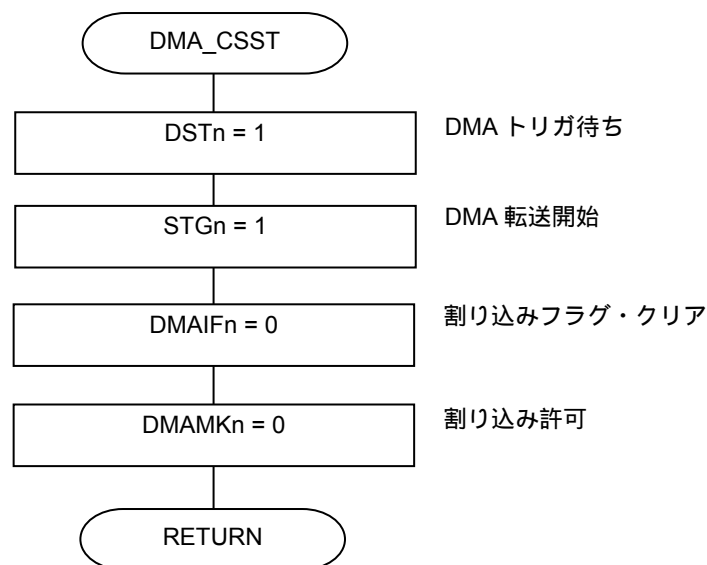 DMA_CSST
DSTn = 1
DMA トリガ待ち
STGn = 1
DMA 転送開始
DMAIFn = 0
割り込みフラグ・クリア
DMAMKn = 0
割り込み許可
RETURN